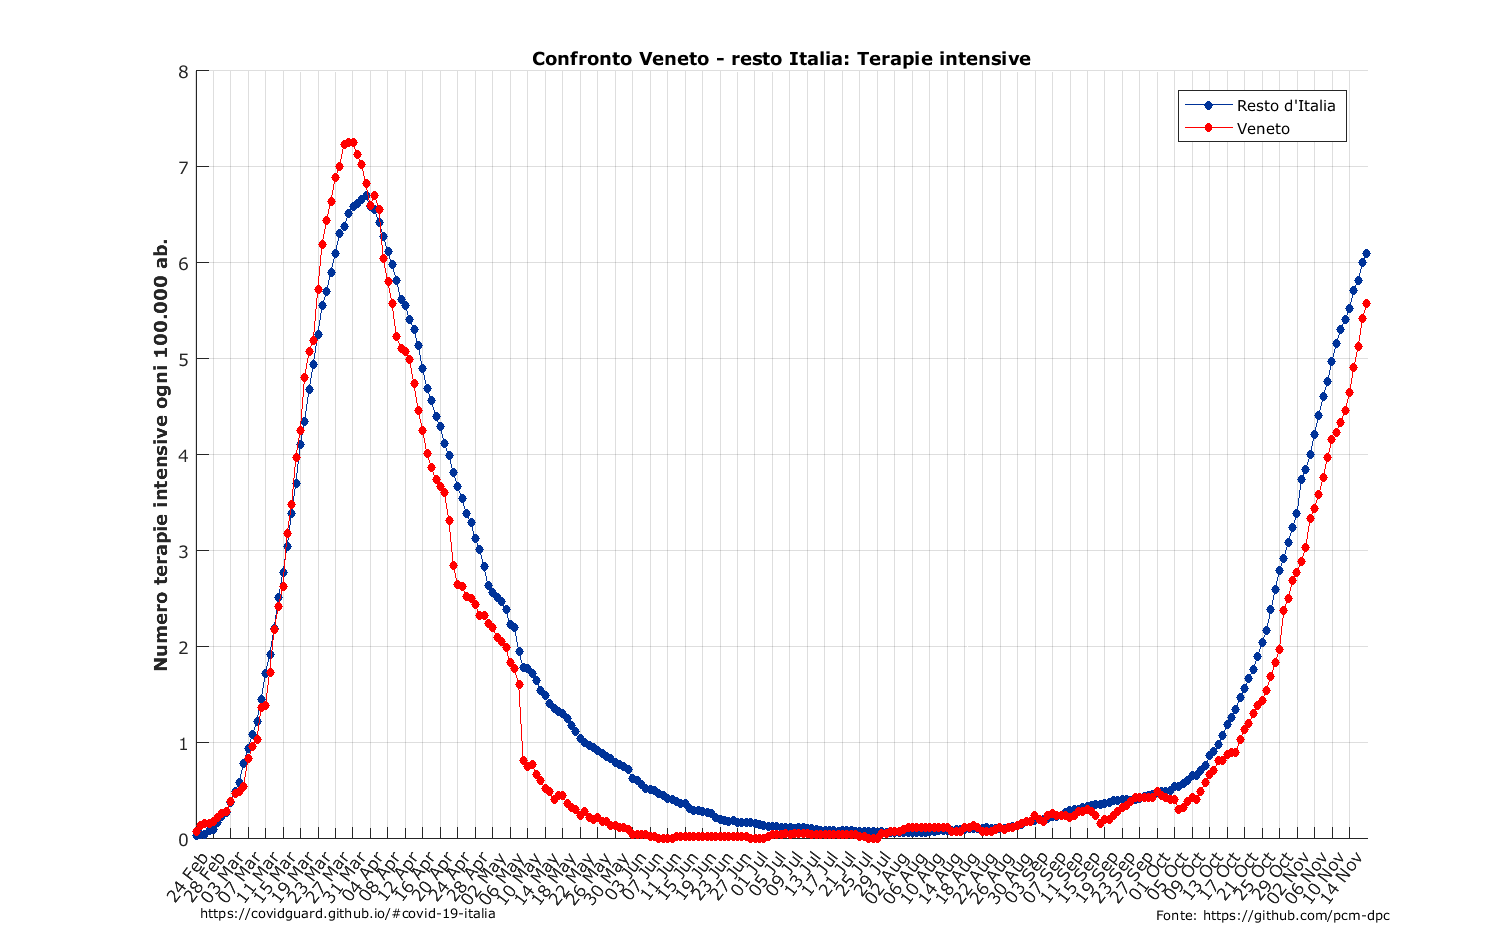 Confronto Veneto - resto Italia: Terapie intensive
Numero terapie intensive ogni 100.000 ab.
8
7
6
5
4
3
2
1
0
Resto d'Italia
Veneto
24 Feb
28 Feb
03 Mar
07 Mar
11 Mar
15 Mar
19 Mar
23 Mar
27 Mar
31 Mar
04 Apr
08 Apr
12 Apr
16 Apr
20 Apr
24 Apr
28 Apr
02 May
06 May
10 May
14 May
18 May
22 May
26 May
30 May
03 Jun
07 Jun
11 Jun
15 Jun
19 Jun
23 Jun
27 Jun
01 Jul
05 Jul
09 Jul
13 Jul
17 Jul
21 Jul
25 Jul
29 Jul
02 Aug
06 Aug
10 Aug
14 Aug
18 Aug
22 Aug
26 Aug
30 Aug
03 Sep
07 Sep
11 Sep
15 Sep
19 Sep
23 Sep
27 Sep
01 Oct
05 Oct
09 Oct
13 Oct
17 Oct
21 Oct
25 Oct
29 Oct
02 Nov
06 Nov
10 Nov
14 Nov
https://covidguard.github.io/#covid-19-italia
Fonte: https://github.com/pcm-dpc